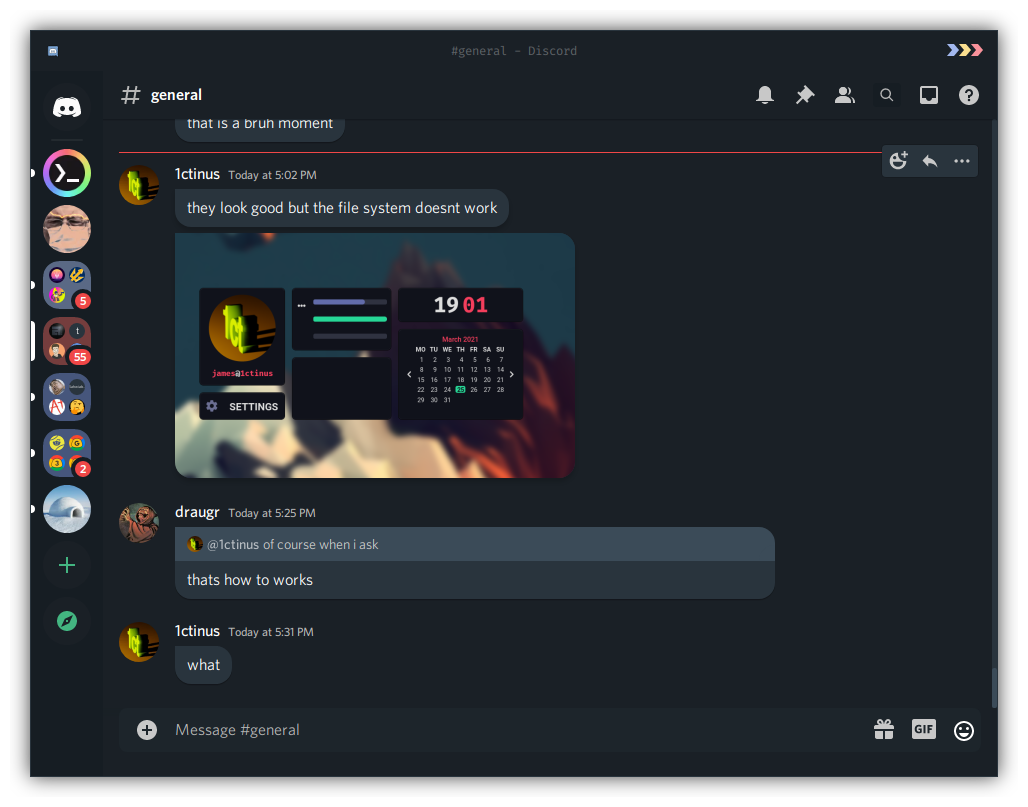 #general - Discord
general
that is a bruh moment
1ctinus Today at 5:02 PM
they look good but the file system doesnt work
19 01
1ct
james@1ctinus
SETTINGS
March 2021
MO TU WE TH FR SA SU
1 2 3 4 5 6 7
8 9 10 11 12 13 14
15 16 17 18 19 20 21
22 23 24 25 26 27 28
29 30 31
5
55
2
draugr Today at 5:25 PM
@1ctinus of course when i ask
thats how to works
1ctinus Today at 5:31 PM
what
Message #general
GIF